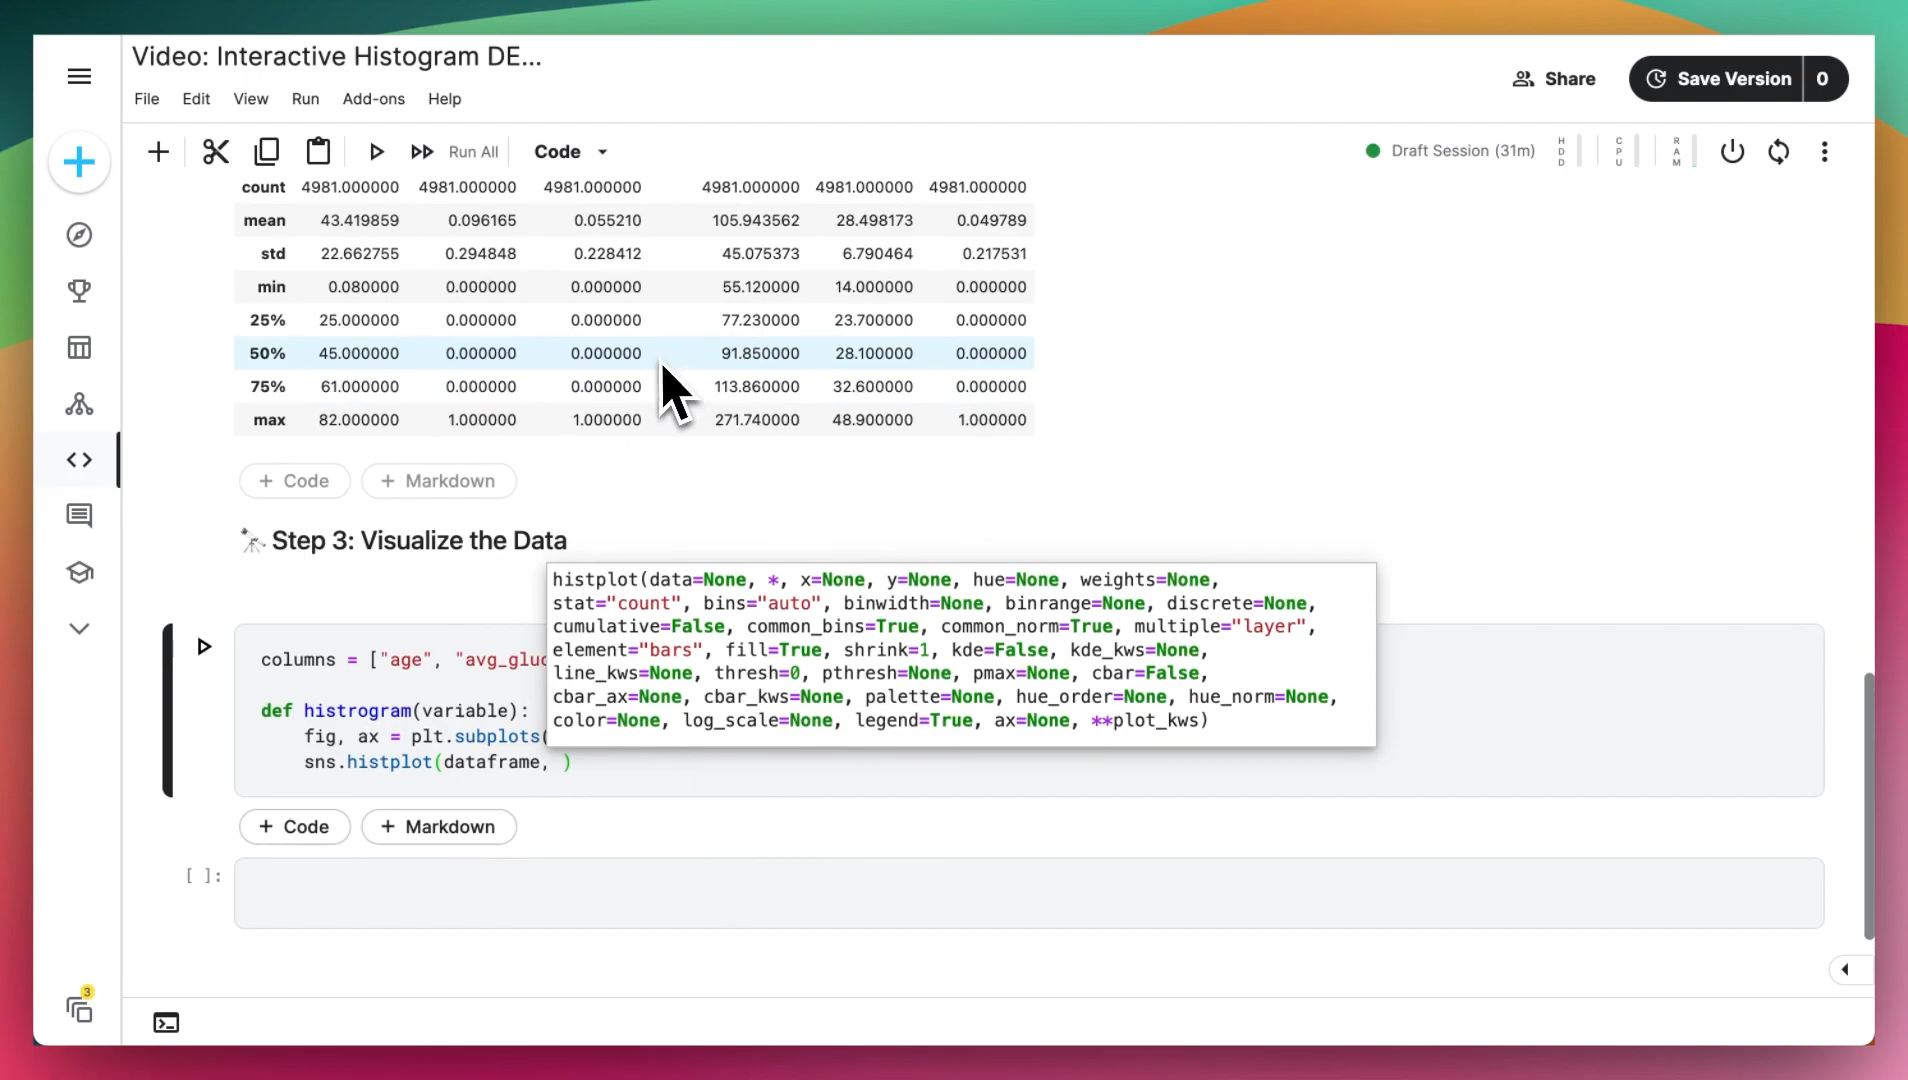 Video: Interactive Histogram DE...
File Edit View Run Add-ons Help
Share
Save Version 0
Run All
Code
Draft Session (31m)
HDD
CPU
RAM
count 4981.000000 4981.000000 4981.000000 4981.000000 4981.000000 4981.000000
mean 43.419859 0.096165 0.055210 105.943562 28.498173 0.049789
std 22.662755 0.294848 0.228412 45.075373 6.790464 0.217531
min 0.080000 0.000000 0.000000 55.120000 14.000000 0.000000
25% 25.000000 0.000000 0.000000 77.230000 23.700000 0.000000
50% 45.000000 0.000000 0.000000 91.850000 28.100000 0.000000
75% 61.000000 0.000000 0.000000 113.860000 32.600000 0.000000
max 82.000000 1.000000 1.000000 271.740000 48.900000 1.000000
+ Code + Markdown
Step 3: Visualize the Data
histplot(data=None, *, x=None, y=None, hue=None, weights=None,
stat="count", bins="auto", binwidth=None, binrange=None, discrete=None,
cumulative=False, common_bins=True, common_norm=True, multiple="layer",
element="bars", fill=True, shrink=1, kde=False, kde_kws=None,
line_kws=None, thresh=0, pthresh=None, pmax=None, cbar=False,
cbar_ax=None, cbar_kws=None, palette=None, hue_order=None, hue_norm=None,
color=None, log_scale=None, legend=True, ax=None, **plot_kws)
columns = ["age", "avg_gluc
def histrogram(variable):
fig, ax = plt.subplots(
sns.histplot(dataframe, )
+ Code + Markdown
[ ]:
3